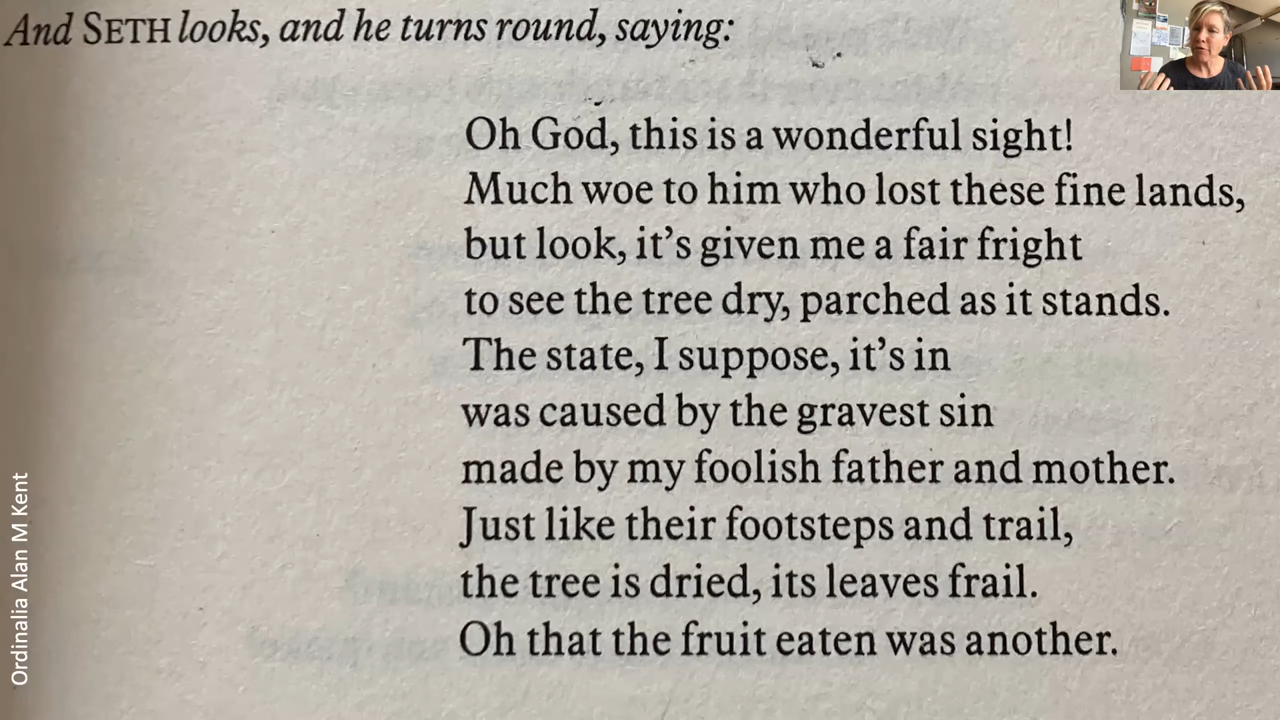 And SETH looks, and he turns round, saying:
Oh God, this is a wonderful sight!
Much woe to him who lost these fine lands,
but look, it's given me a fair fright
to see the tree dry, parched as it stands.
The state, I suppose, it's in
was caused by the gravest sin
made by my foolish father and mother.
Just like their footsteps and trail,
the tree is dried, its leaves frail.
Oh that the fruit eaten was another.
Ordinalia Alan M Kent